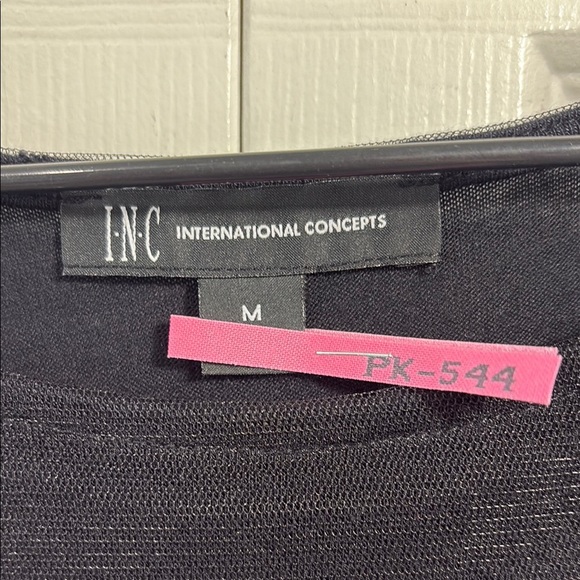 I·N·C INTERNATIONAL CONCEPTS
M
PK-544